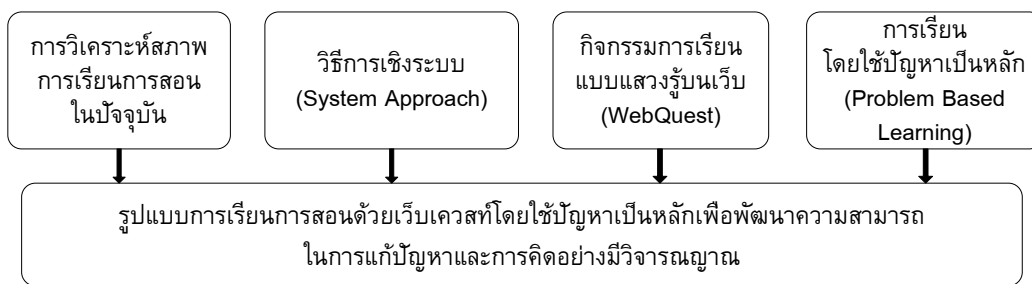 การวิเคราะห์สภาพ
การเรียนการสอน
ในปัจจุบัน
วิธีการเชิงระบบ
(System Approach)
กิจกรรมการเรียน
แบบแสวงรู้บนเว็บ
(WebQuest)
การเรียน
โดยใช้ปัญหาเป็นหลัก
(Problem Based
Learning)
รูปแบบการเรียนการสอนด้วยเว็บเควสท์โดยใช้ปัญหาเป็นหลักเพื่อพัฒนาความสามารถ
ในการแก้ปัญหาและการคิดอย่างมีวิจารณญาณ